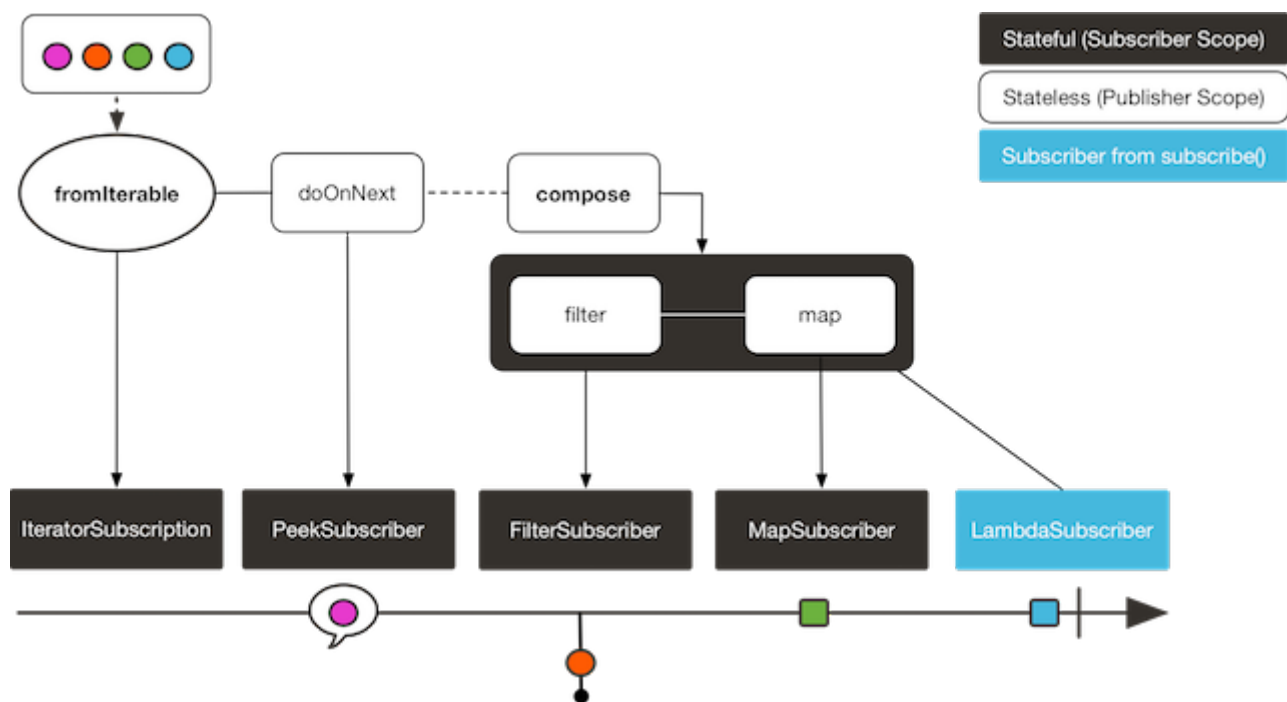 Stateful (Subscriber Scope)
Stateless (Publisher Scope)
Subscriber from subscribe()
fromIterable
doOnNext
compose
filter
map
IteratorSubscription
PeekSubscriber
FilterSubscriber
MapSubscriber
LambdaSubscriber